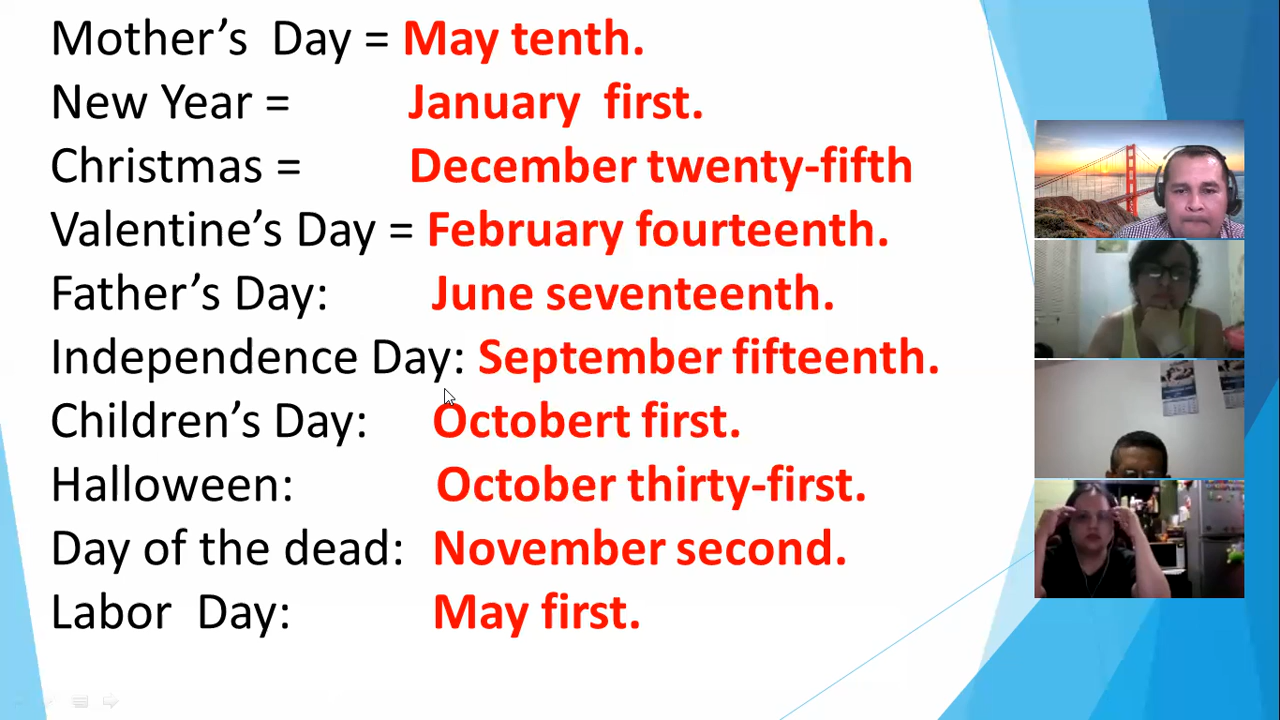 Mother's Day = May tenth.
New Year = January first.
Christmas = December twenty-fifth
Valentine's Day = February fourteenth.
Father's Day: June seventeenth.
Independence Day: September fifteenth.
Children's Day: Octobert first.
Halloween: October thirty-first.
Day of the dead: November second.
Labor Day: May first.